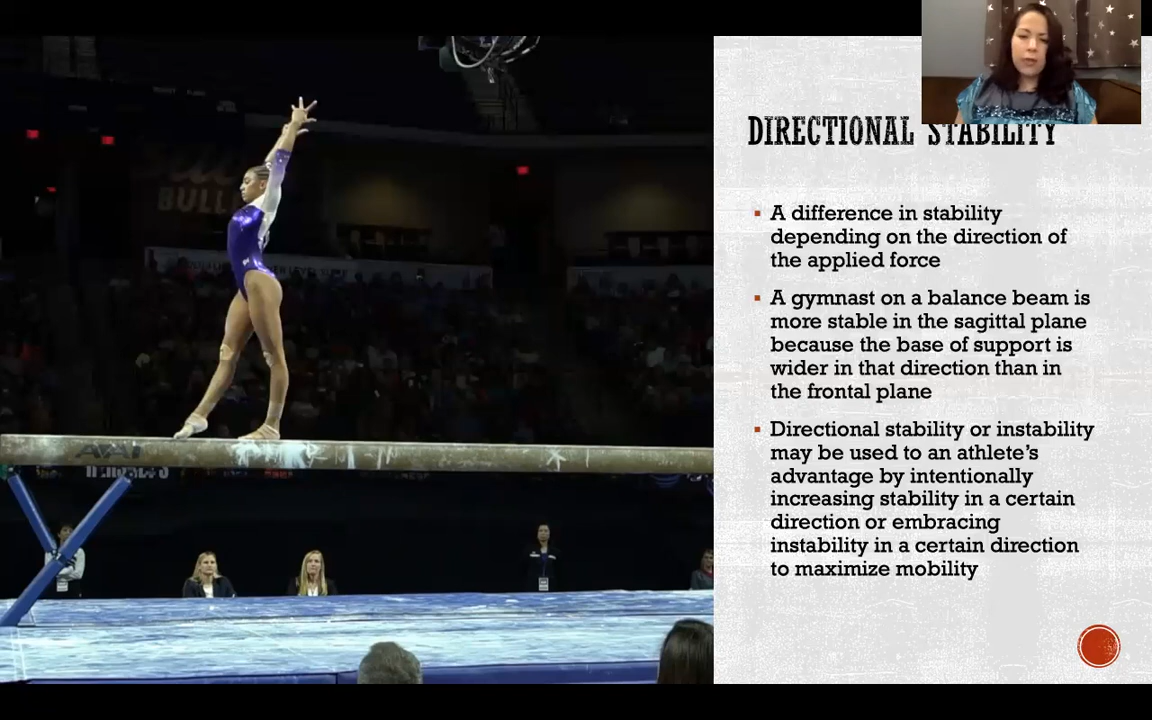 DIRECTIONAL STABILITY
A difference in stability
depending on the direction of
the applied force
A gymnast on a balance beam is
more stable in the sagittal plane
because the base of support is
wider in that direction than in
the frontal plane
Directional stability or instability
may be used to an athlete's
advantage by intentionally
increasing stability in a certain
direction or embracing
instability in a certain direction
to maximize mobility
BULL
AAI